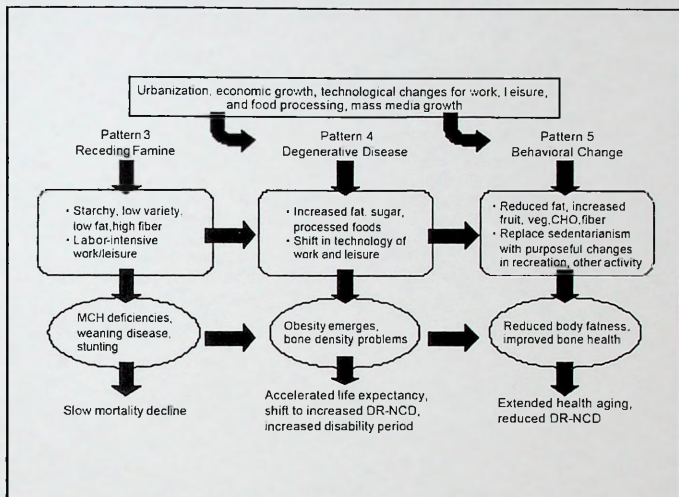 Urbanization, economic growth, technological changes for work, leisure,
and food processing, mass media growth
Pattern 3
Receding Famine
Pattern 4
Degenerative Disease
Pattern 5
Behavioral Change
· Starchy, low variety,
low fat,high fiber
· Labor-intensive
work/leisure
· Increased fat, sugar,
processed foods
· Shift in technology of
work and leisure
· Reduced fat, increased
fruit, veg,CHO,fiber
· Replace sedentarianism
with purposeful changes
in recreation, other activity
MCH deficiencies,
weaning disease,
stunting
Obesity emerges,
bone density problems
Reduced body fatness,
improved bone health
Slow mortality decline
Accelerated life expectancy,
shift to increased DR-NCD,
increased disability period
Extended health aging,
reduced DR-NCD